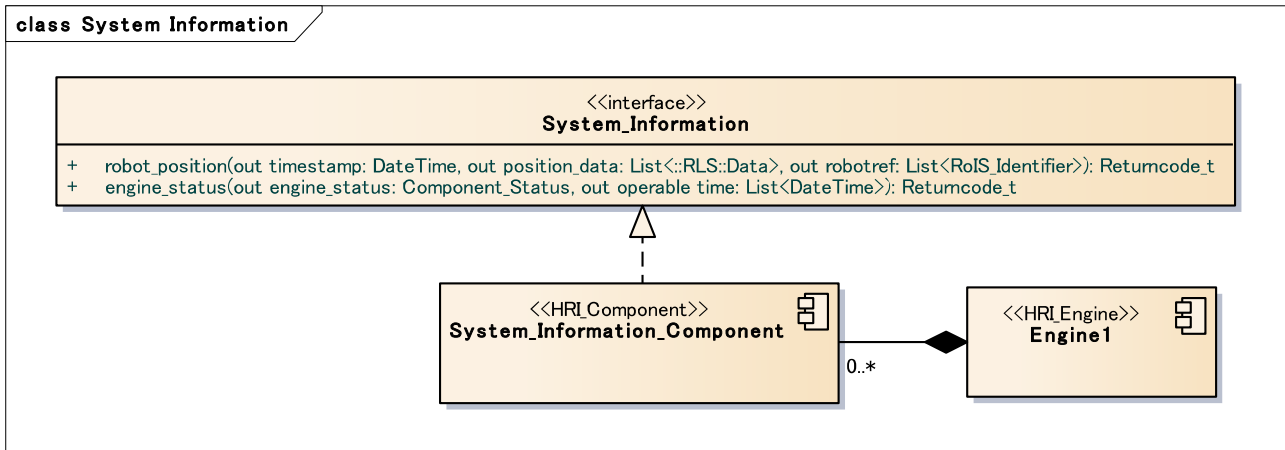 class System Information
<<interface>>
System_Information
+ robot_position(out timestamp: DateTime, out position_data: List<::RLS::Data>, out robotref: List<RoIS_Identifier>): Returncode_t
+ engine_status(out engine_status: Component_Status, out operable time: List<DateTime>): Returncode_t
<<HRI_Component>>
System_Information_Component
<<HRI_Engine>>
Engine1
0..*